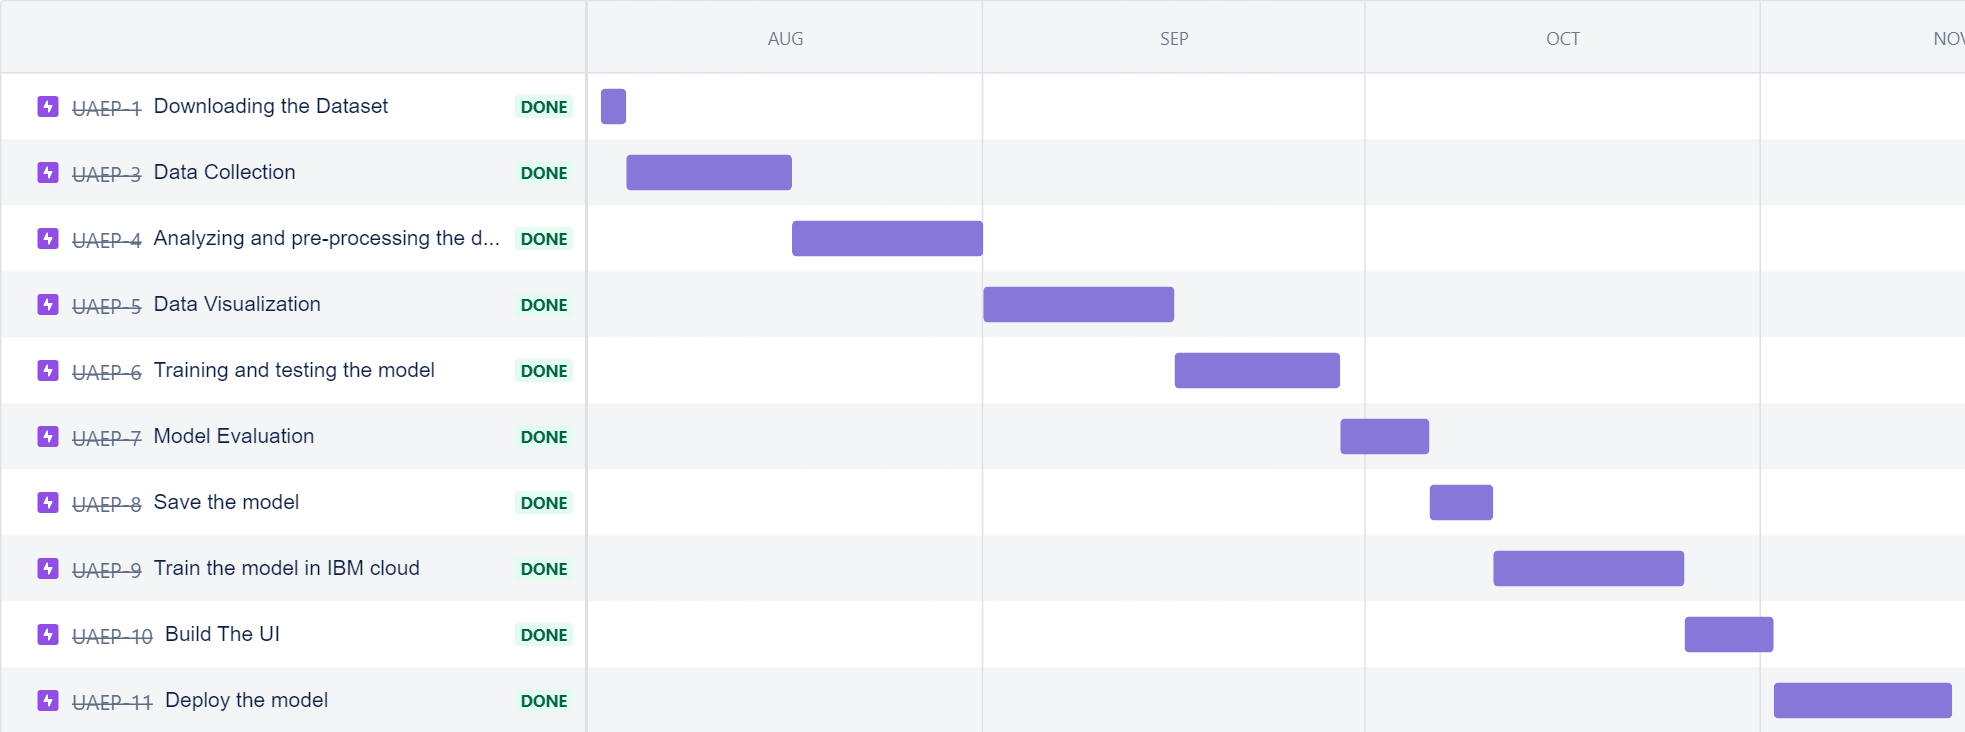 AUG SEP OCT NOV
UAEP-1 Downloading the Dataset DONE
UAEP-3 Data Collection DONE
UAEP-4 Analyzing and pre-processing the d... DONE
UAEP-5 Data Visualization DONE
UAEP-6 Training and testing the model DONE
UAEP-7 Model Evaluation DONE
UAEP-8 Save the model DONE
UAEP-9 Train the model in IBM cloud DONE
UAEP-10 Build The UI DONE
UAEP-11 Deploy the model DONE